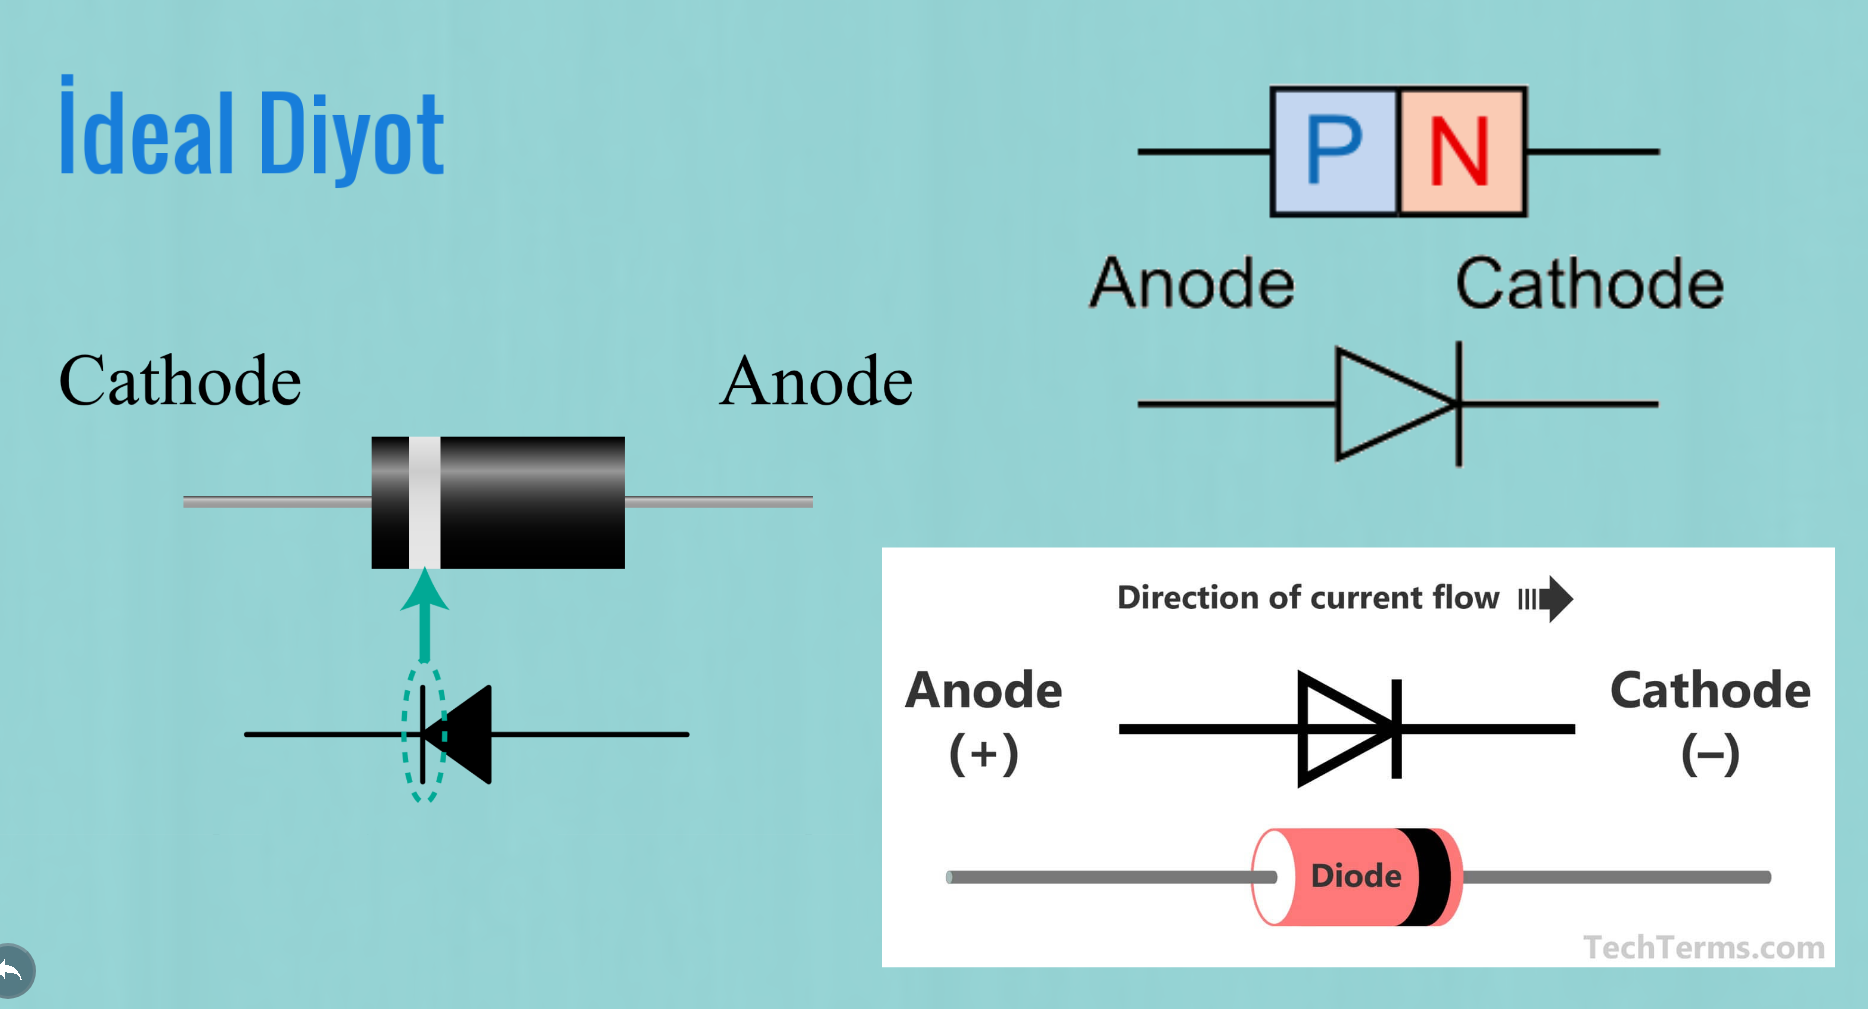 İdeal Diyot
P N
Anode Cathode
Cathode Anode
Direction of current flow
Anode Cathode
(+) (–)
Diode
TechTerms.com